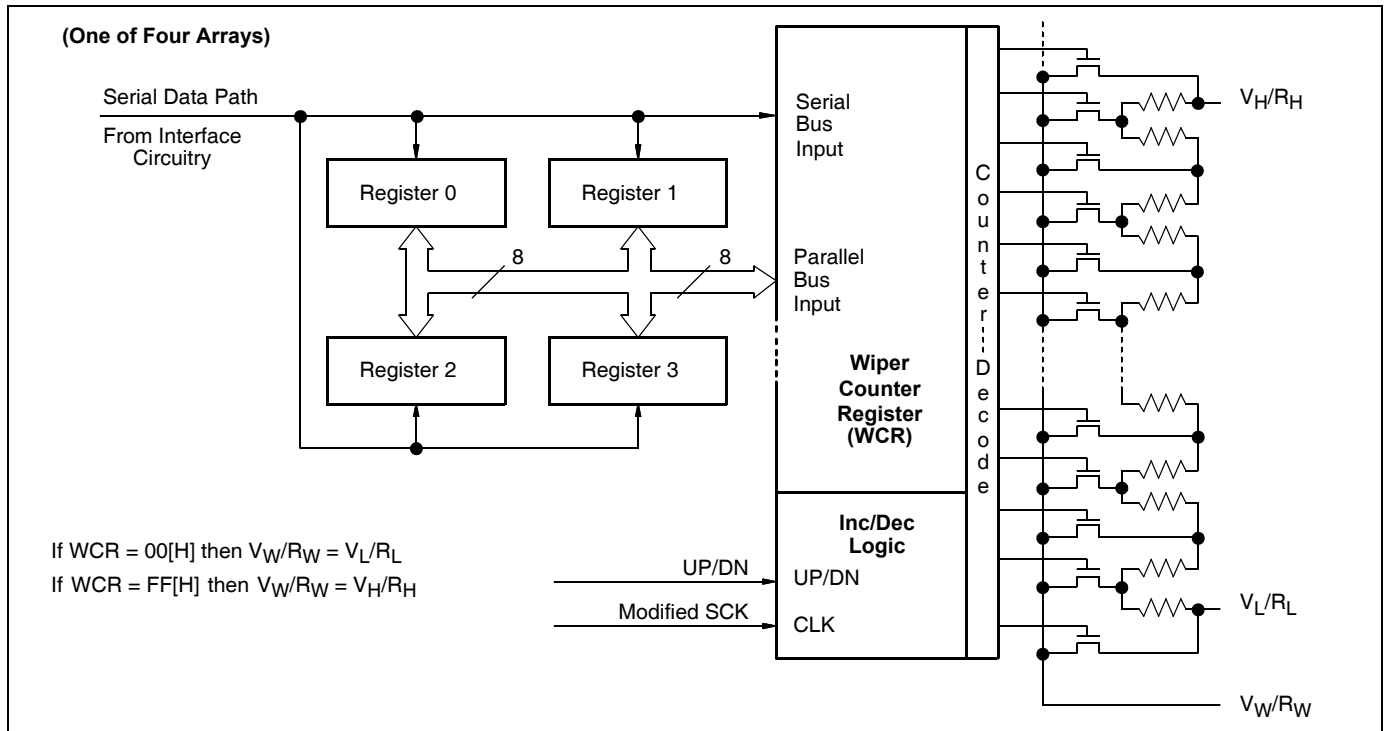 (One of Four Arrays)
Serial Data Path
From Interface
Circuitry
Register 0
Register 1
8
8
Register 2
Register 3
If WCR = 00[H] then VW/RW = VL/RL
If WCR = FF[H] then VW/RW = VH/RH
UP/DN
Modified SCK
Serial
Bus
Input
Parallel
Bus
Input
Wiper
Counter
Register
(WCR)
Inc/Dec
Logic
UP/DN
CLK
Counter
Decode
VH/RH
VL/RL
VW/RW